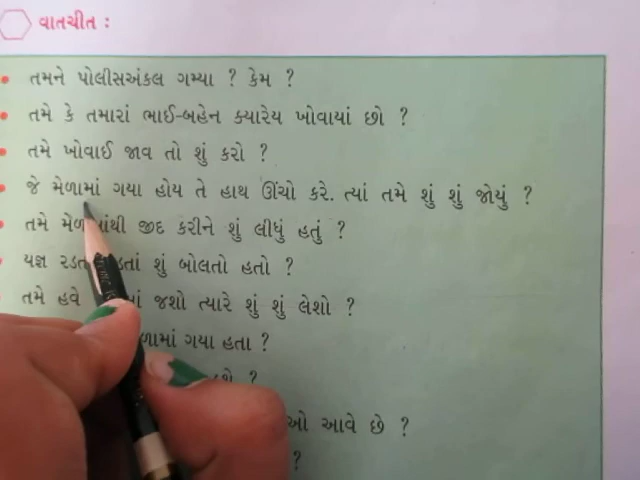 વાતચીત :
તમને પોલીસઅંકલ ગમ્યા ? કેમ ?
તમે કે તમારાં ભાઈ-બહેન ક્યારેય ખોવાયાં છો ?
તમે ખોવાઈ જાવ તો શું કરો ?
જે મેળામાં ગયા હોય તે હાથ ઊંચો કરે. ત્યાં તમે શું શું જોયું ?
તમે જીદ કરીને શું લીધું હતું ?
યજ્ઞ શું બોલતો હતો ?
તમે હવે જશો ત્યારે શું શું લેશો ?
ગયા હતા ?
?
આવે છે ?
?